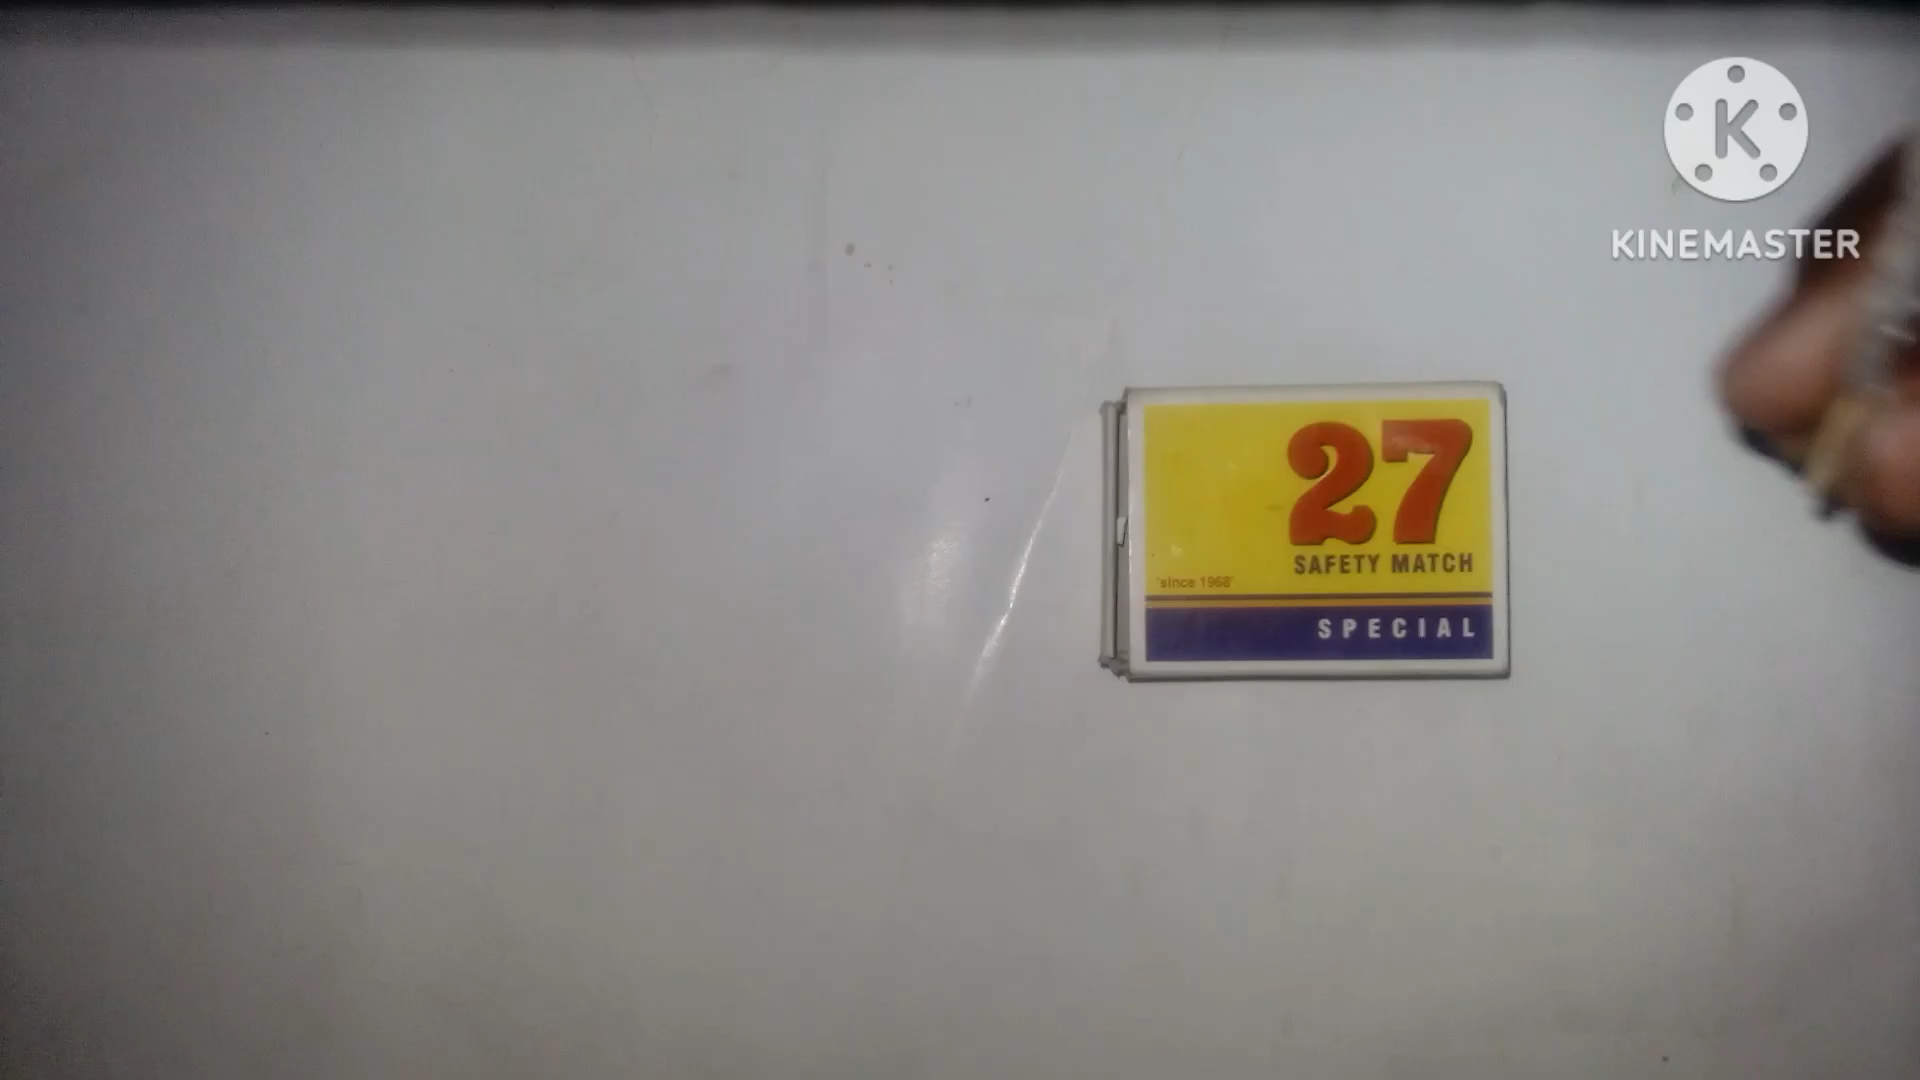 K
KINEMASTER
27
SAFETY MATCH
'since 1968'
SPECIAL